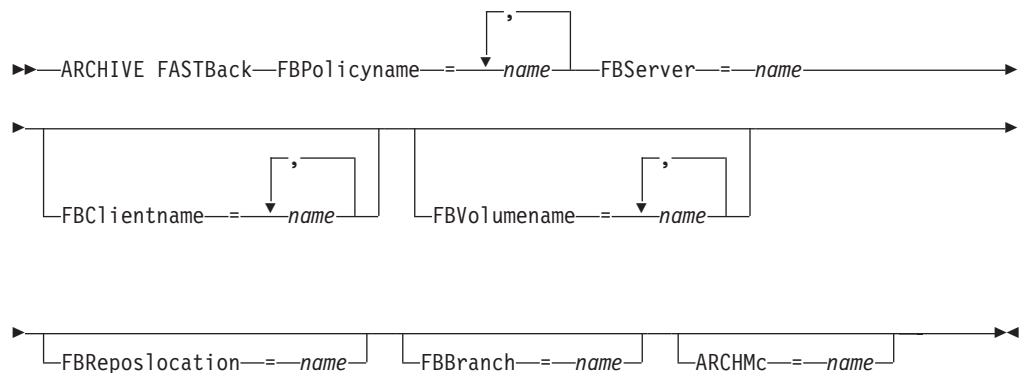 ,
ARCHIVE FASTBack FBPolicyname = name FBServer = name
, ,
FBClientname = name FBVolumename = name
FBReposlocation = name FBBranch = name ARCHMc = name